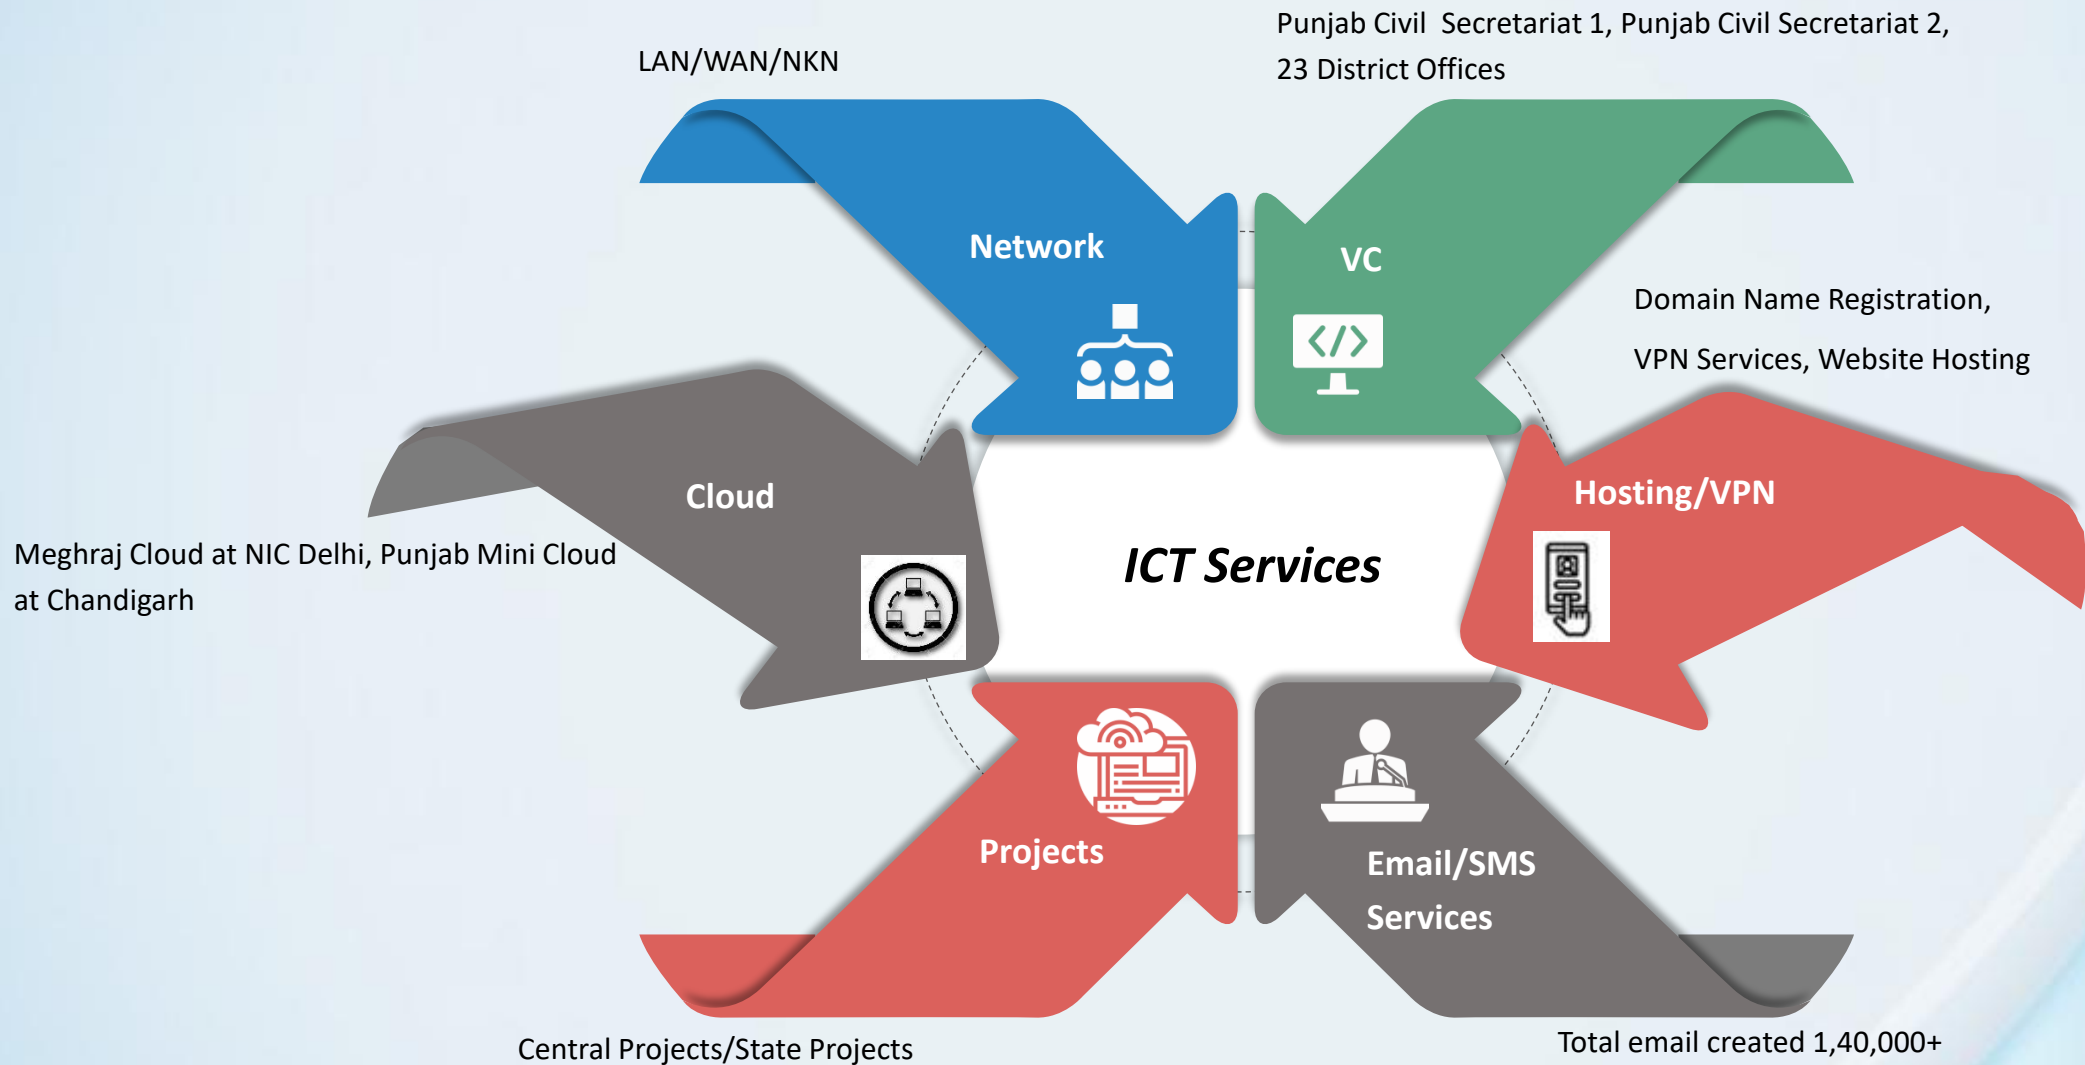 Punjab Civil  Secretariat 1, Punjab Civil Secretariat 2,
23 District Offices
LAN/WAN/NKN
Network
VC
Domain Name Registration,
VPN Services, Website Hosting
Cloud
Hosting/VPN
Meghraj Cloud at NIC Delhi, Punjab Mini Cloud
at Chandigarh
ICT Services
</>
Projects
Email/SMS
Services
Central Projects/State Projects
Total email created 1,40,000+